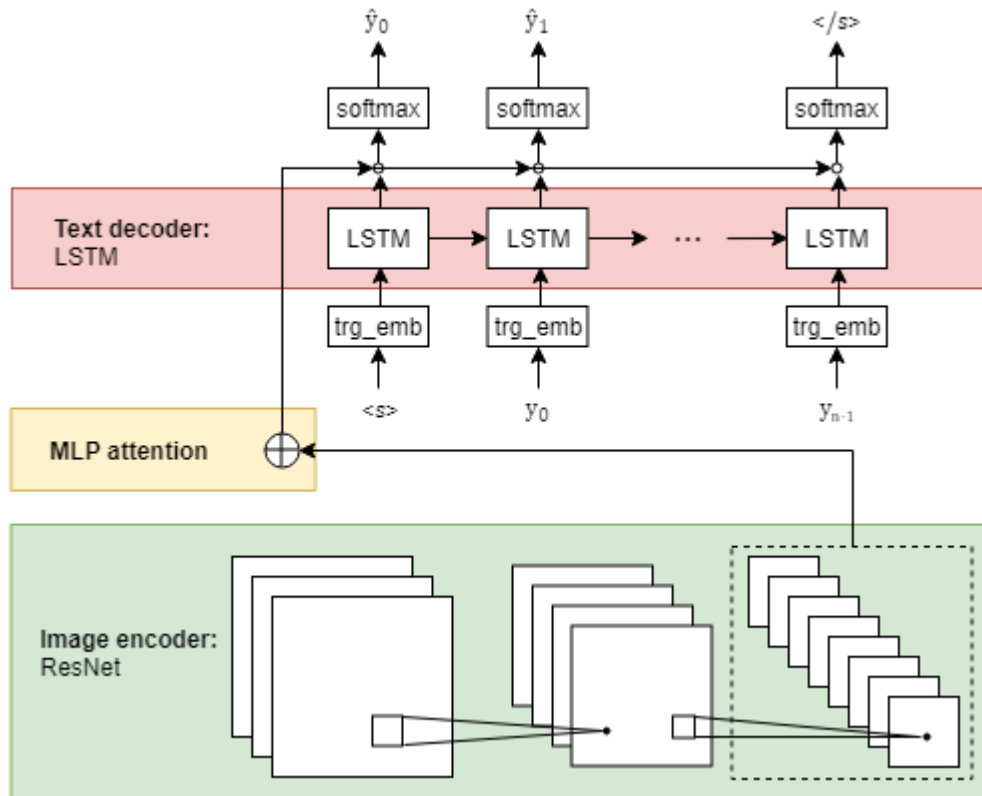 ŷ₀ ŷ₁ </s>
softmax softmax softmax
Text decoder:
LSTM
LSTM LSTM ... LSTM
trg_emb trg_emb trg_emb
<s> y₀ yₙ₋₁
MLP attention
Image encoder:
ResNet